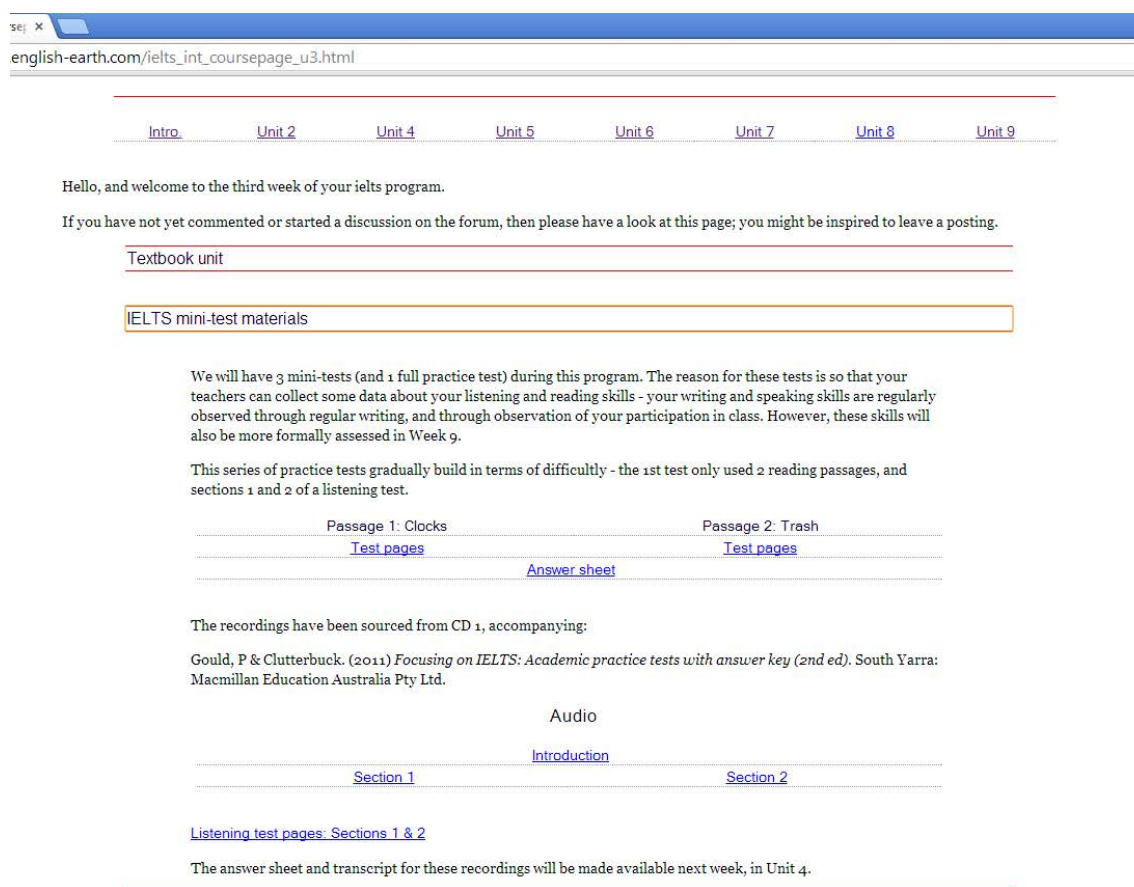 .english-earth.com/ielts_int_coursepage_u3.html
Intro Unit 2 Unit 4 Unit 5 Unit 6 Unit 7 Unit 8 Unit 9
Hello, and welcome to the third week of your ielts program.
If you have not yet commented or started a discussion on the forum, then please have a look at this page; you might be inspired to leave a posting.
Textbook unit
IELTS mini-test materials
We will have 3 mini-tests (and 1 full practice test) during this program. The reason for these tests is so that your
teachers can collect some data about your listening and reading skills - your writing and speaking skills are regularly
observed through regular writing, and through observation of your participation in class. However, these skills will
also be more formally assessed in Week 9.
This series of practice tests gradually build in terms of difficultly - the 1st test only used 2 reading passages, and
sections 1 and 2 of a listening test.
Passage 1: Clocks Passage 2: Trash
Test pages Test pages
Answer sheet
The recordings have been sourced from CD 1, accompanying:
Gould, P & Clutterbuck. (2011) Focusing on IELTS: Academic practice tests with answer key (2nd ed). South Yarra:
Macmillan Education Australia Pty Ltd.
Audio
Introduction
Section 1 Section 2
Listening test pages: Sections 1 & 2
The answer sheet and transcript for these recordings will be made available next week, in Unit 4.